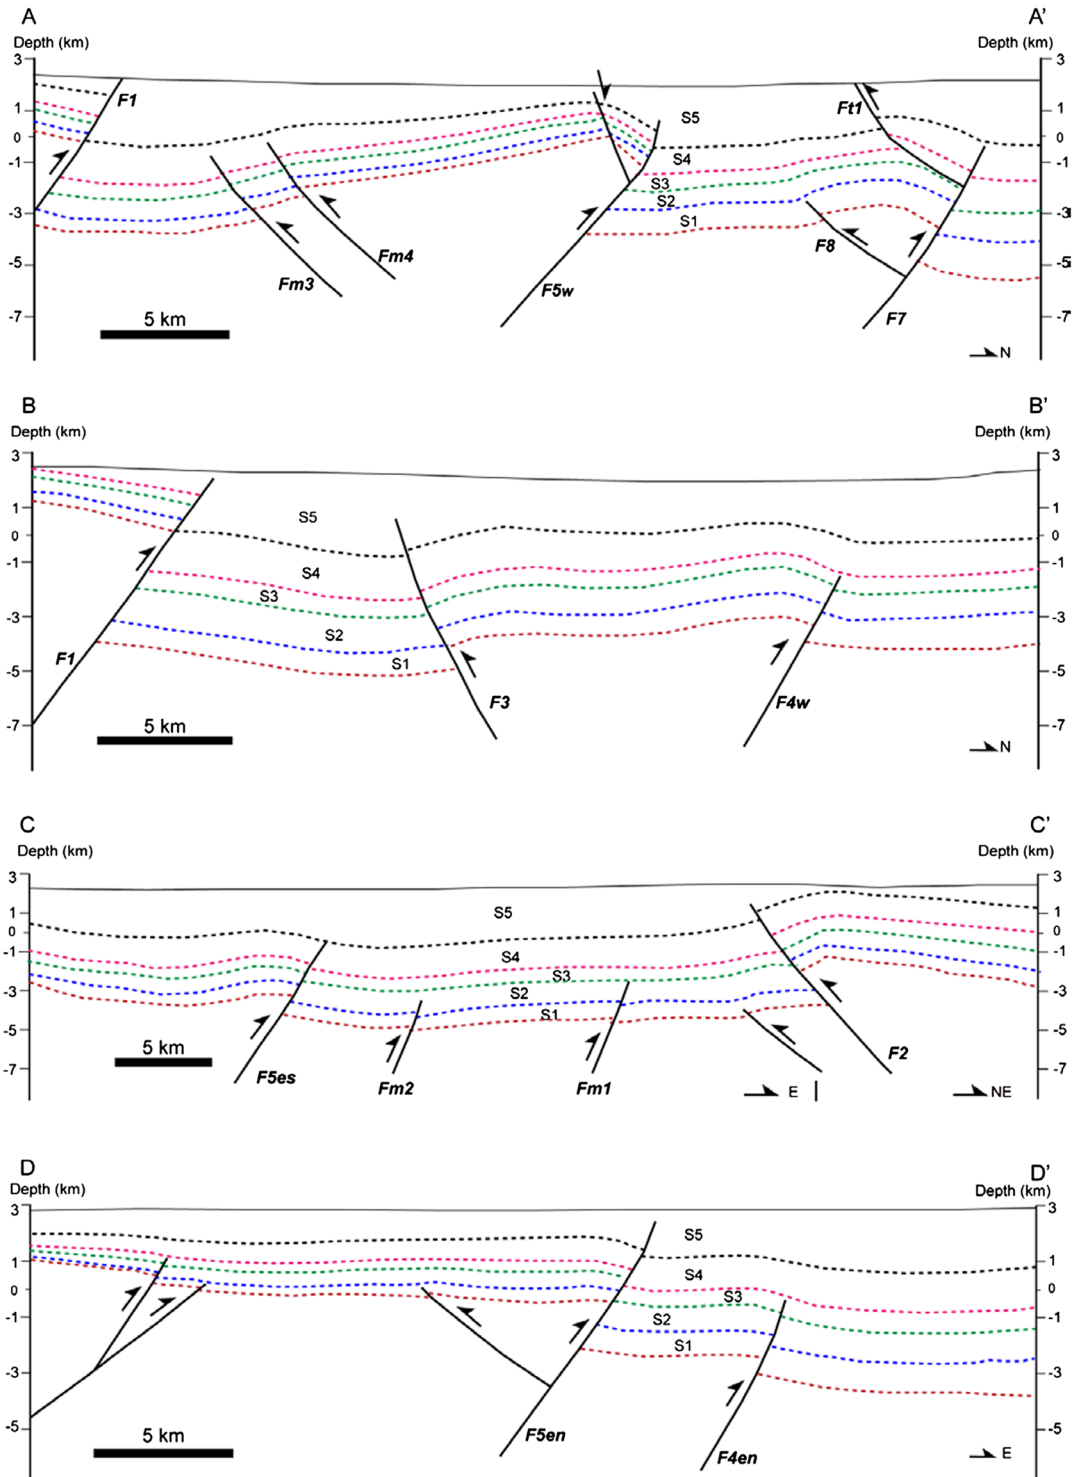 A A'
Depth (km) Depth (km)
3 3
F1 Ft1
1 S5 1
0 0
-1 S4 -1
S3
S2
-3 S1 -3
F8
Fm4
-5 -5
Fm3 F5w
-7 5 km F7 -7
N
B B'
Depth (km) Depth (km)
3 3
1 S5 1
0 0
-1 S4 -1
S3
-3 S2 -3
F1 S1
-5 -5
F3 F4w
-7 5 km -7
N
C C'
Depth (km) Depth (km)
3 3
1 S5 1
0 0
-1 S4 -1
S3
-3 S2 -3
S1
-5 -5
5 km F2
-7 F5es Fm2 Fm1 -7
E NE
D D'
Depth (km) Depth (km)
3 3
S5
1 1
S4
0 S3 0
-1 S2 -1
S1
-3 -3
5 km F5en
-5 -5
F4en E